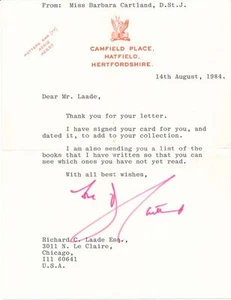 From: Miss Barbara Cartland, D.St.J.
CAMFIELD PLACE,
HATFIELD,
HERTFORDSHIRE.
14th August, 1984.
Dear Mr. Laade,
Thank you for your letter.
I have signed your card for you, and
dated it, to add to your collection.
I am also sending you a list of the
books that I have written so that you can
see which ones you have not yet read.
With all best wishes,
Richard C. Laade Esq.,
3011 N. Le Claire,
Chicago,
Ill 60641
U.S.A.